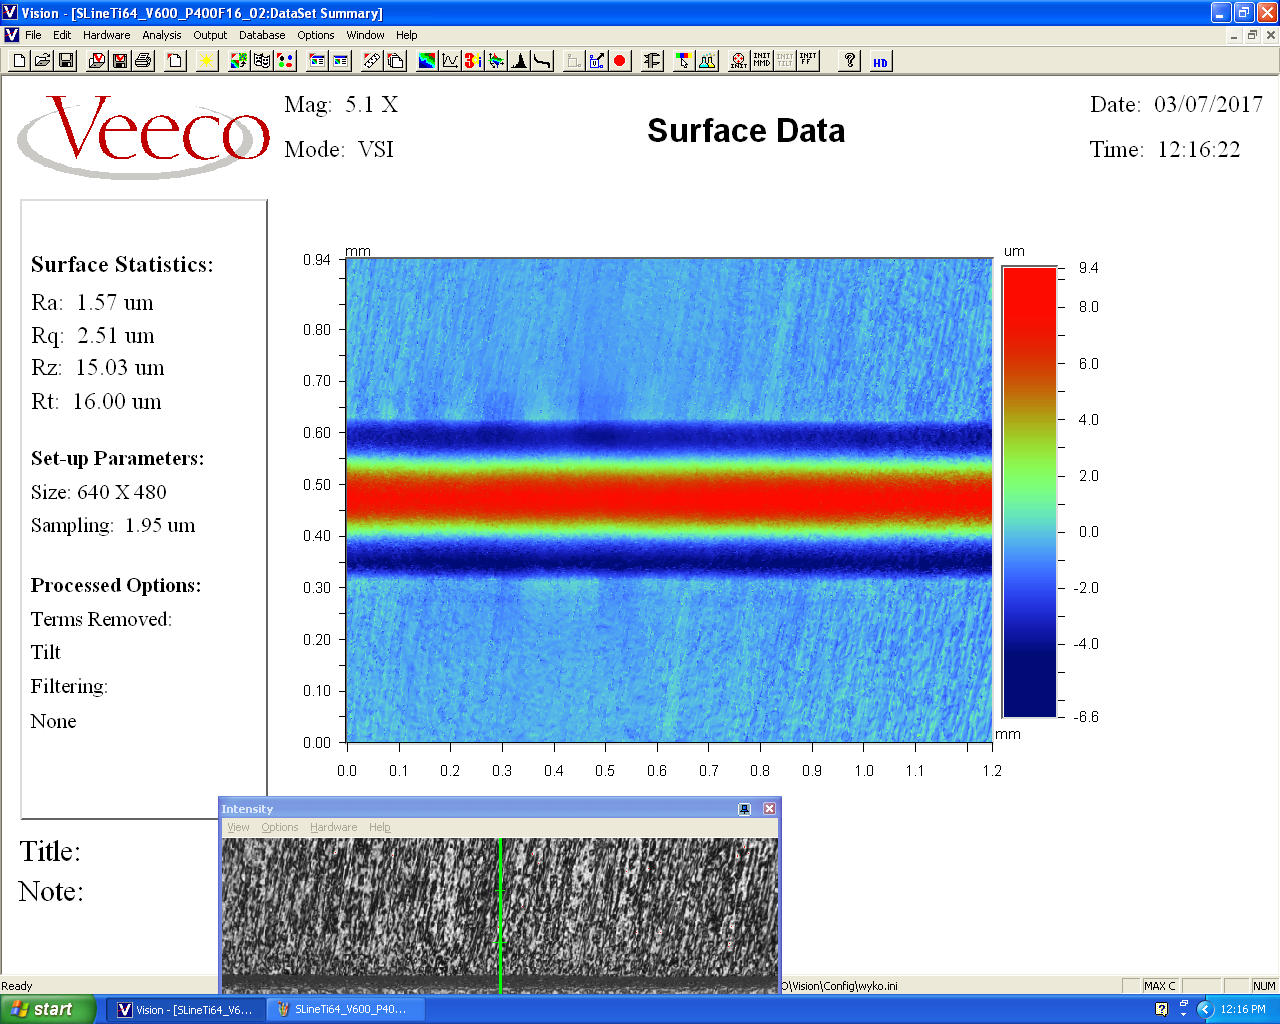 Vision - [SLineTi64_V600_P400F16_02:DataSet Summary]
File Edit Hardware Analysis Output Database Options Window Help
INIT INIT MMD INIT TILT INIT FF ? HD
Veeco
Mag: 5.1 X
Mode: VSI
Surface Data
Date: 03/07/2017
Time: 12:16:22
Surface Statistics:
Ra: 1.57 um
Rq: 2.51 um
Rz: 15.03 um
Rt: 16.00 um
Set-up Parameters:
Size: 640 X 480
Sampling: 1.95 um
Processed Options:
Terms Removed:
Tilt
Filtering:
None
mm
0.94
0.80
0.70
0.60
0.50
0.40
0.30
0.20
0.10
0.00
0.0 0.1 0.2 0.3 0.4 0.5 0.6 0.7 0.8 0.9 1.0 1.1 1.2
mm
um
9.4
8.0
6.0
4.0
2.0
0.0
-2.0
-4.0
-6.6
Title:
Note:
Intensity
View Options Hardware Help
Ready
O\Vision\Config\wyko.ini
MAX C NUM
start
Vision - [SLineTi64_V6...
SLineTi64_V600_P40...
12:16 PM